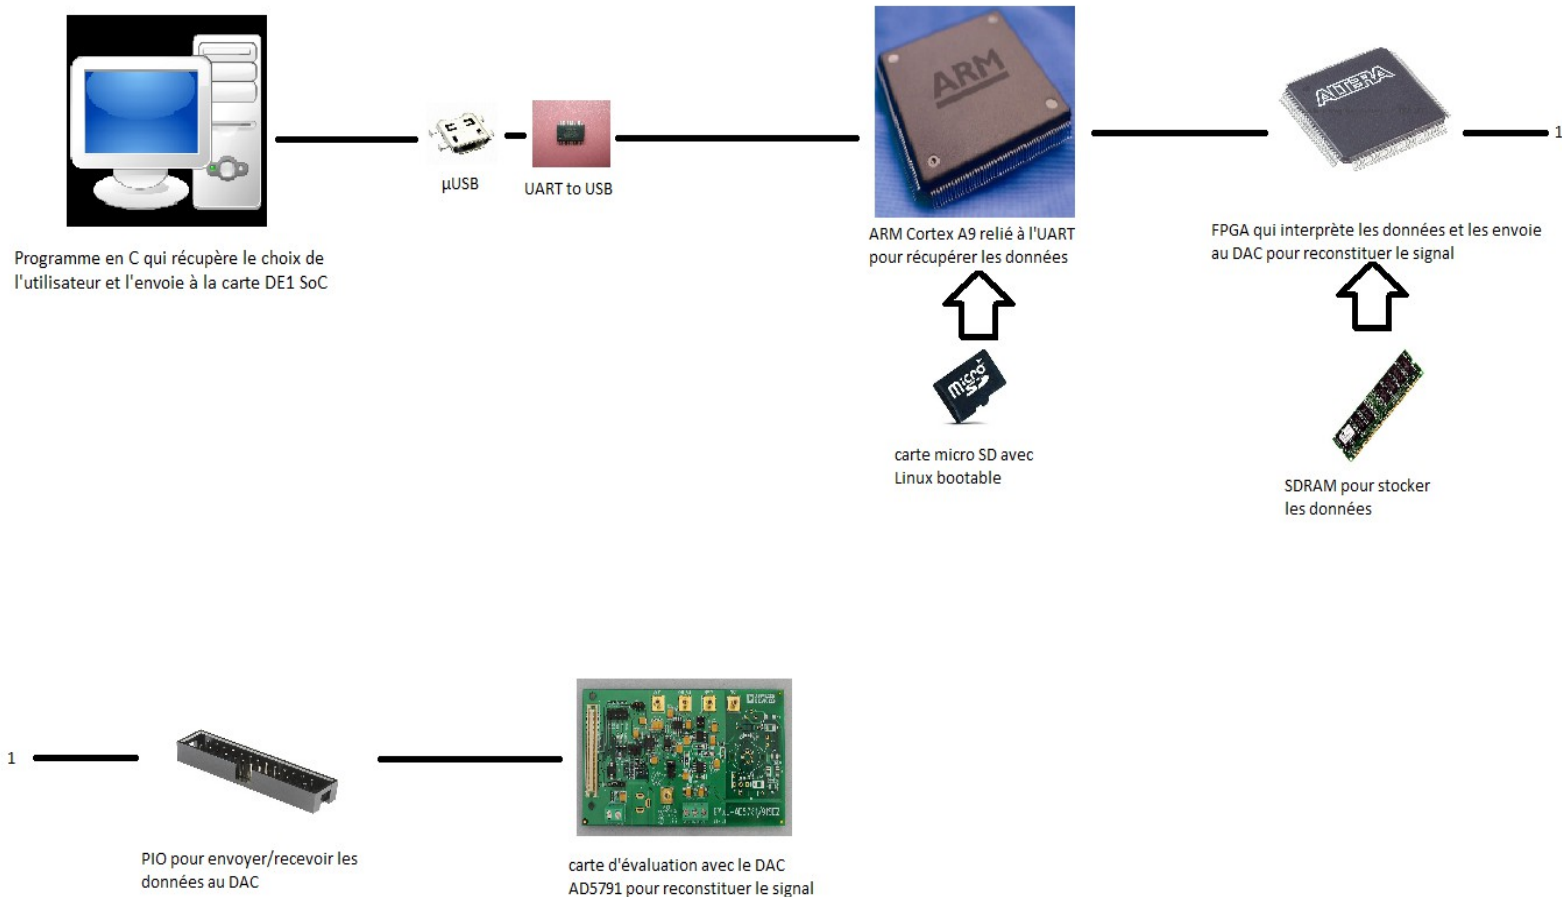 ARM
ALTERA
1
µUSB
UART to USB
Programme en C qui récupère le choix de
l'utilisateur et l'envoie à la carte DE1 SoC
ARM Cortex A9 relié à l'UART
pour récupérer les données
FPGA qui interprète les données et les envoie
au DAC pour reconstituer le signal
micro
SD
carte micro SD avec
Linux bootable
SDRAM pour stocker
les données
1
PIO pour envoyer/recevoir les
données au DAC
carte d'évaluation avec le DAC
AD5791 pour reconstituer le signal